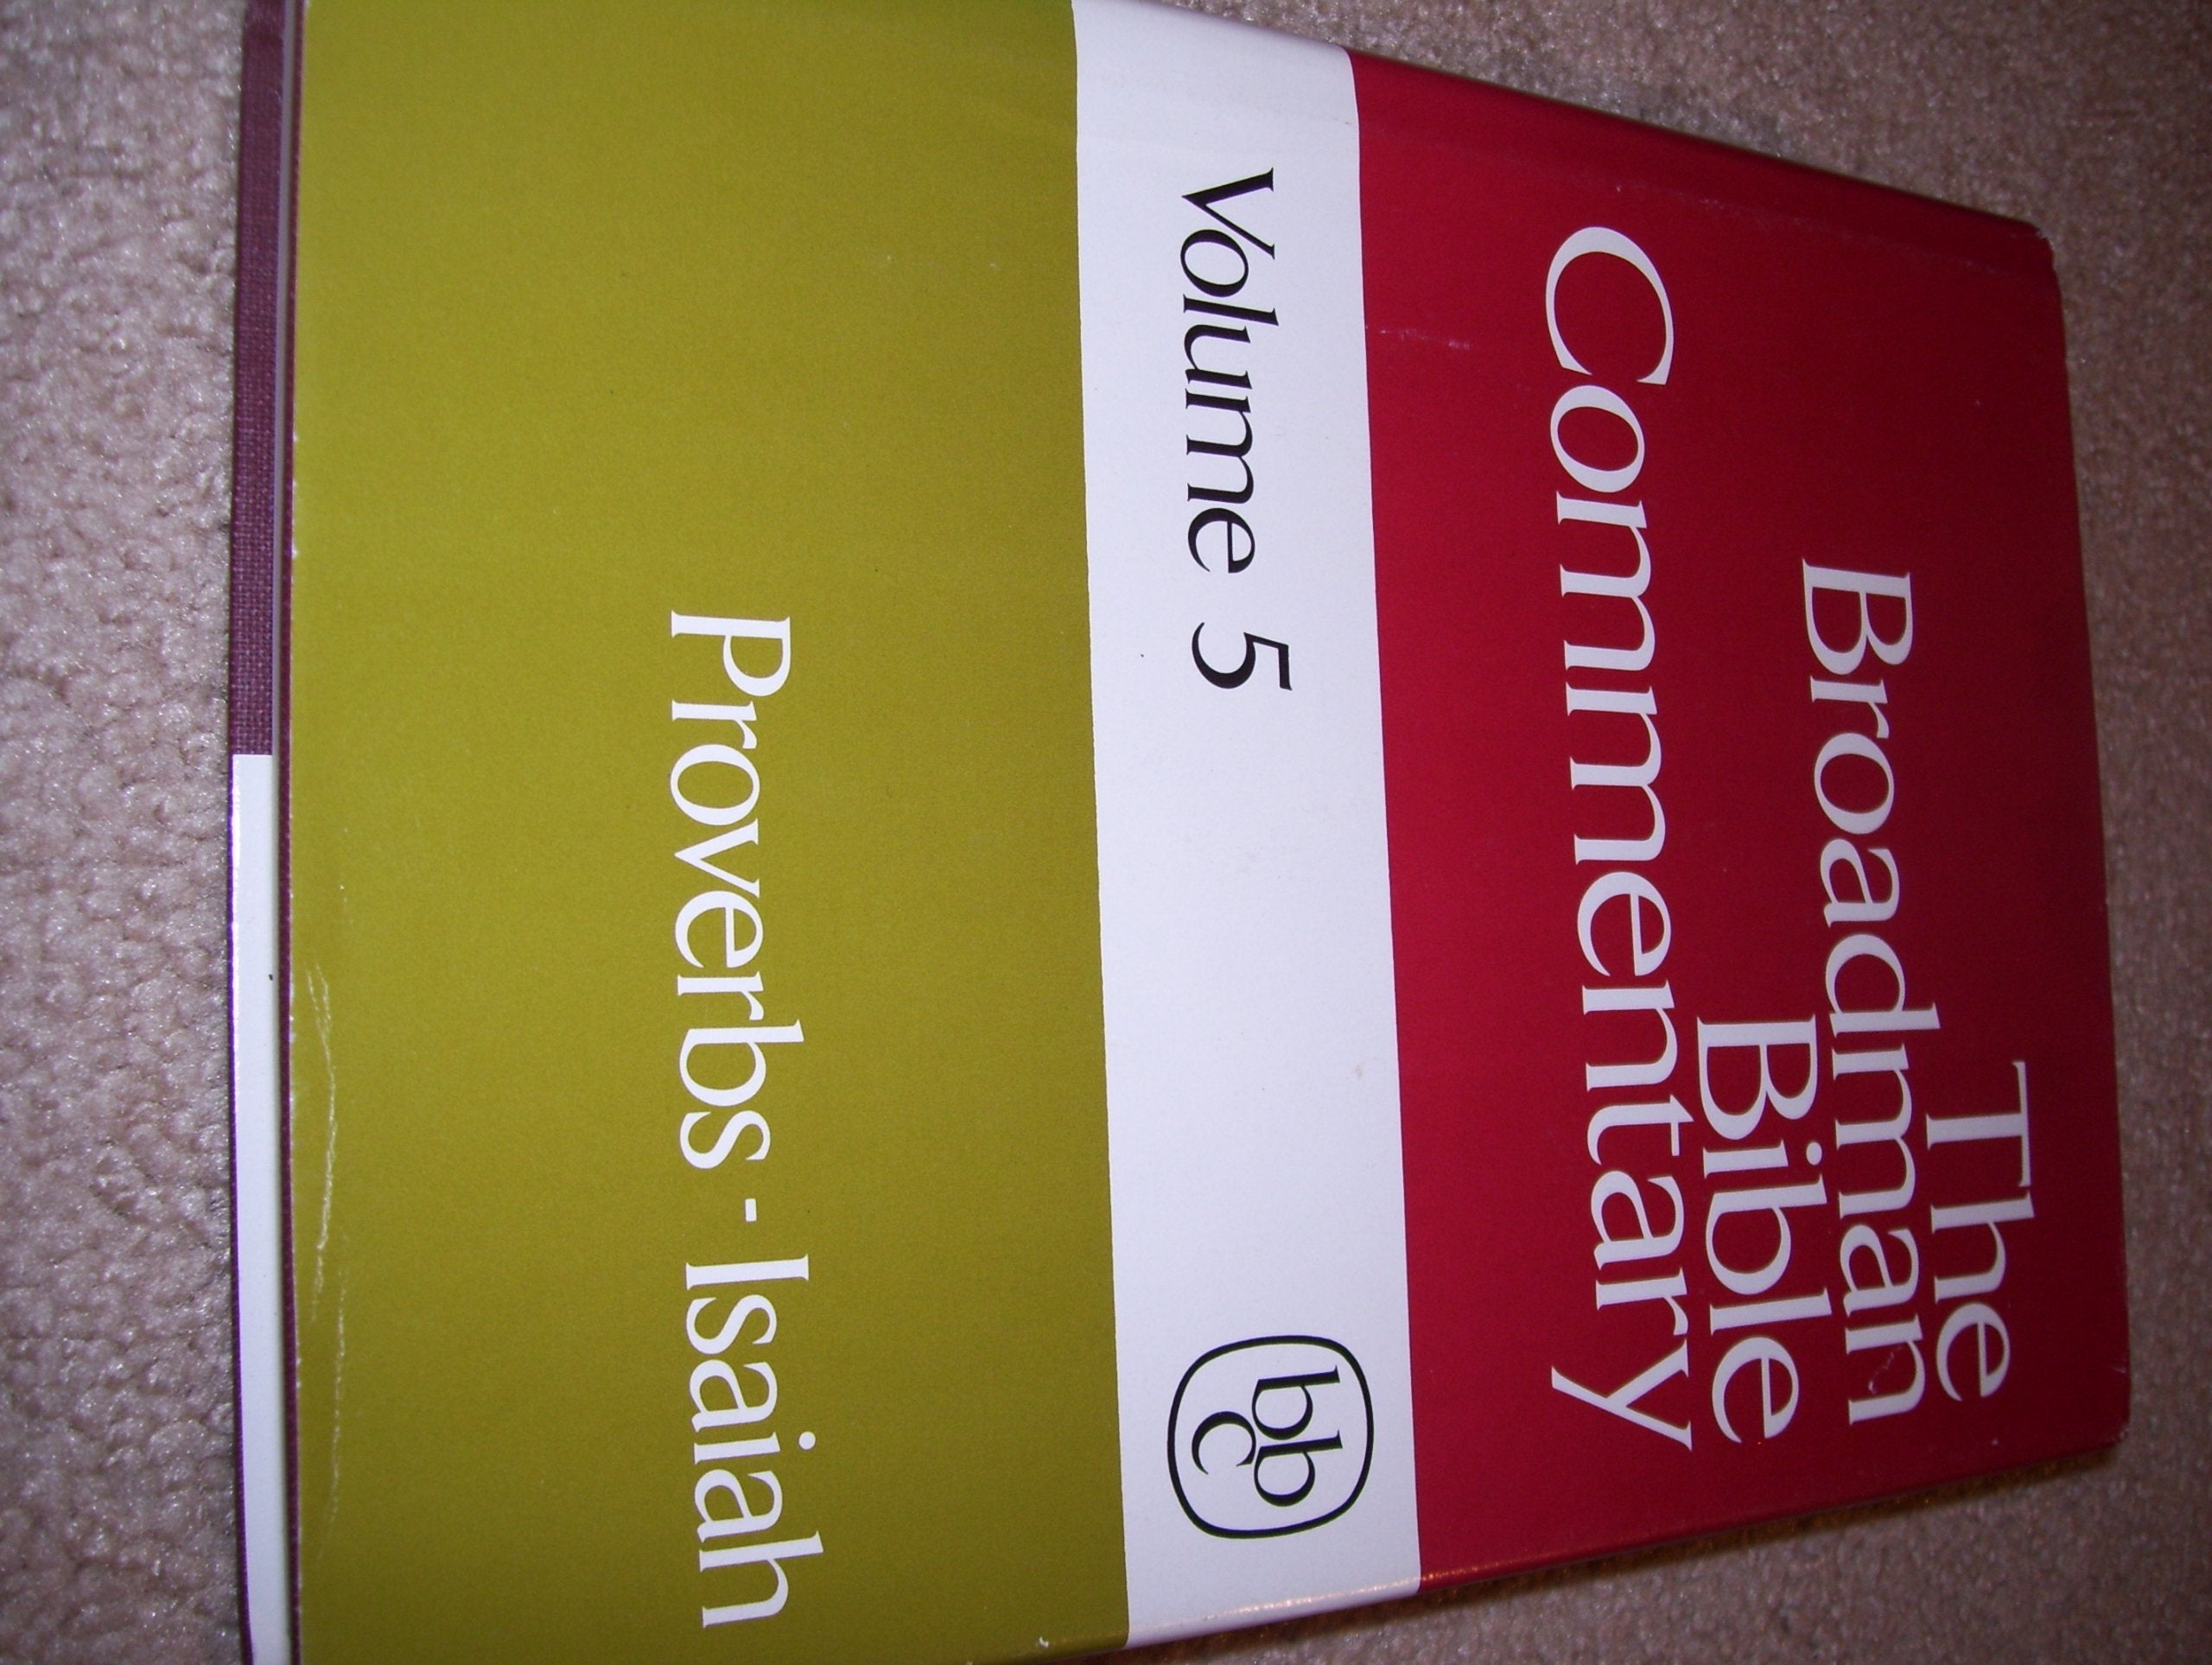 The
Broadman
Bible
Commentary
Volume 5
bb
c
Proverbs - Isaiah